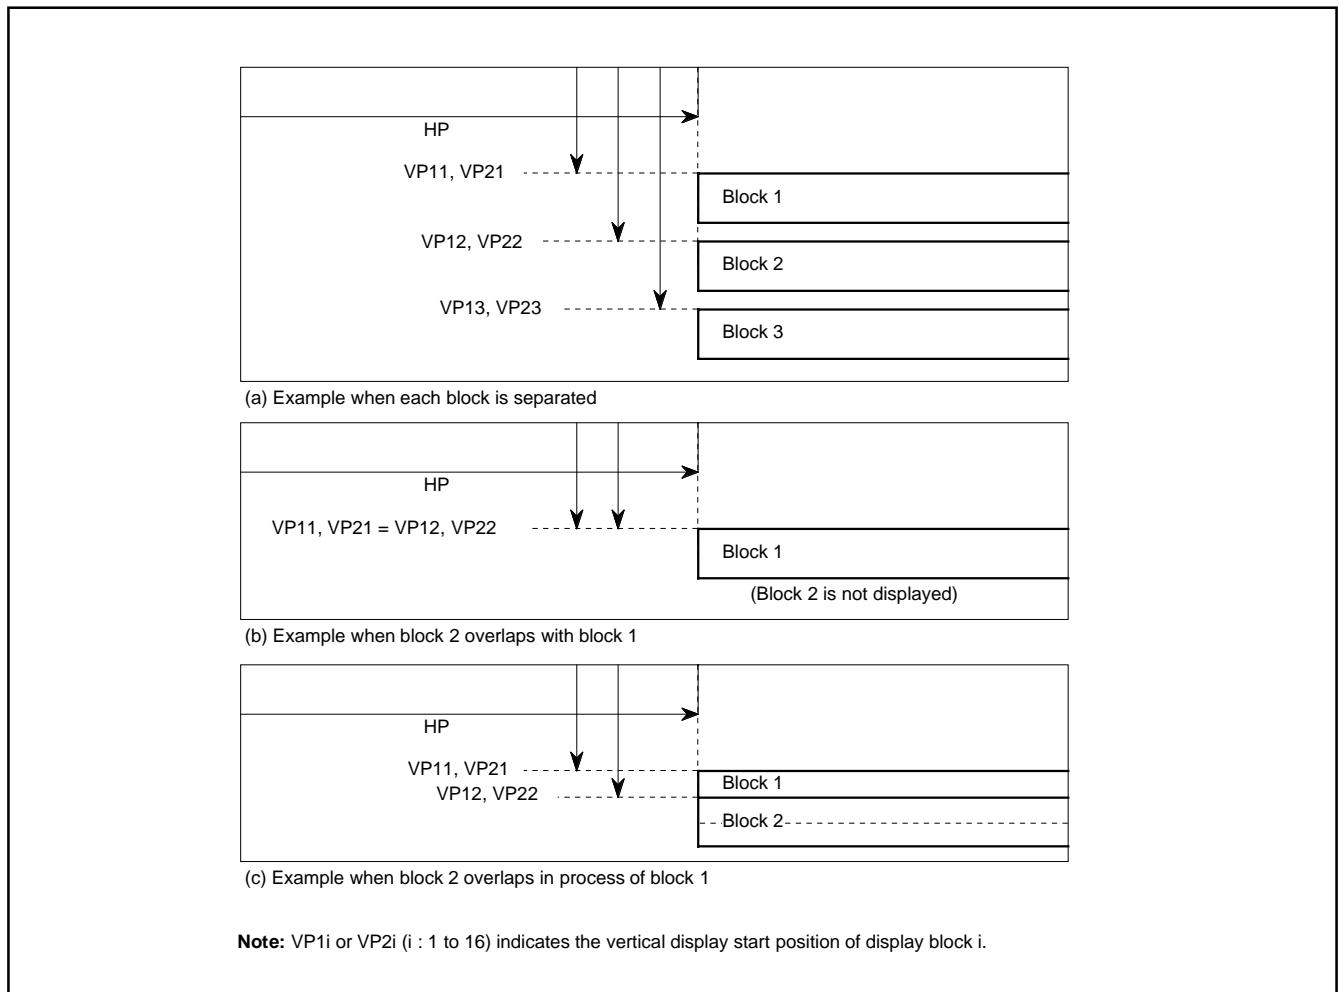 HP
VP11, VP21
Block 1
VP12, VP22
Block 2
VP13, VP23
Block 3
(a) Example when each block is separated
HP
VP11, VP21 = VP12, VP22
Block 1
(Block 2 is not displayed)
(b) Example when block 2 overlaps with block 1
HP
VP11, VP21
Block 1
VP12, VP22
Block 2
(c) Example when block 2 overlaps in process of block 1
Note: VP1i or VP2i (i : 1 to 16) indicates the vertical display start position of display block i.